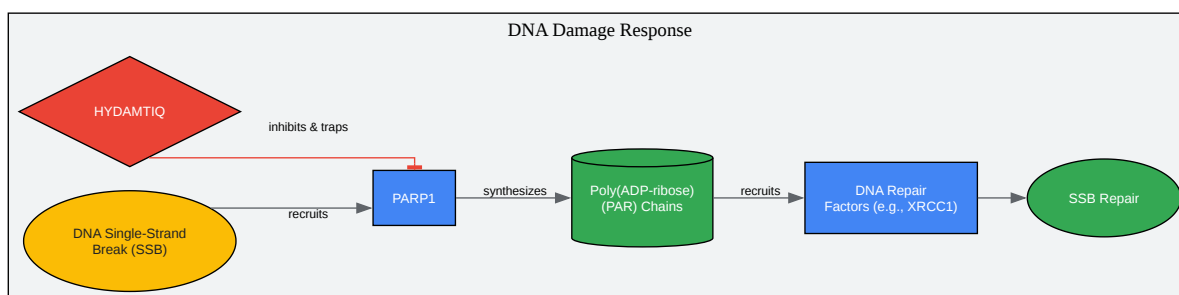 DNA Damage Response
HYDAMTIQ
inhibits & traps
DNA Single-Strand
Break (SSB)
recruits
PARP1
synthesizes
Poly(ADP-ribose)
(PAR) Chains
recruits
DNA Repair
Factors (e.g., XRCC1)
SSB Repair